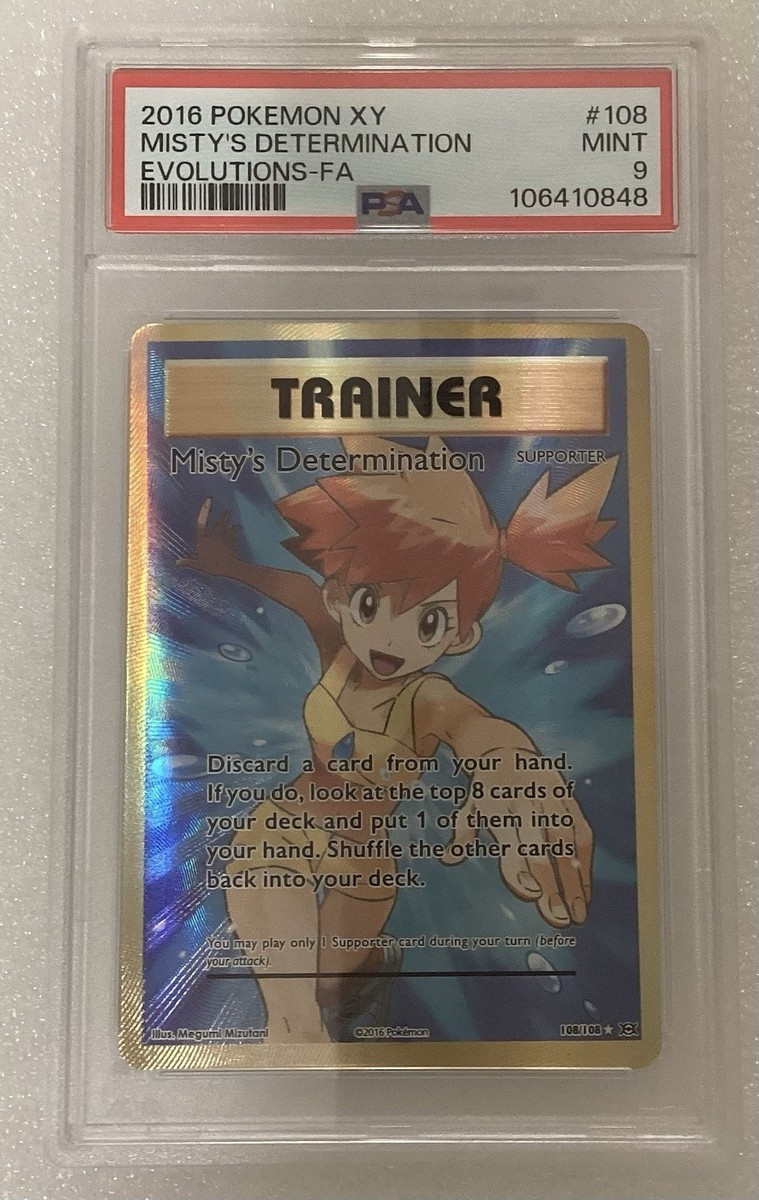 2016 POKEMON XY #108
MISTY'S DETERMINATION MINT
EVOLUTIONS-FA 9
PSA 106410848
TRAINER
Misty's Determination SUPPORTER
Discard a card from your hand.
If you do, look at the top 8 cards of
your deck and put 1 of them into
your hand. Shuffle the other cards
back into your deck.
You may play only 1 Supporter card during your turn (before
your attack).
Illus. Megumi Mizutani ©2016 Pokémon 108/108